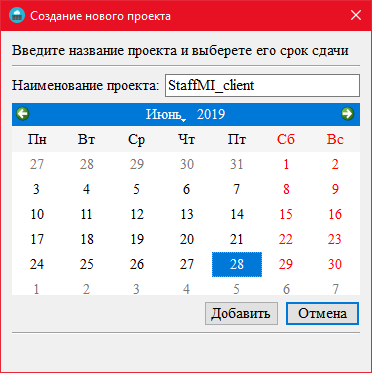 Создание нового проекта
Введите название проекта и выберете его срок сдачи
Наименование проекта: StaffMI_client
Июнь 2019
Пн Вт Ср Чт Пт Сб Вс
27 28 29 30 31 1 2
3 4 5 6 7 8 9
10 11 12 13 14 15 16
17 18 19 20 21 22 23
24 25 26 27 28 29 30
1 2 3 4 5 6 7
Добавить Отмена